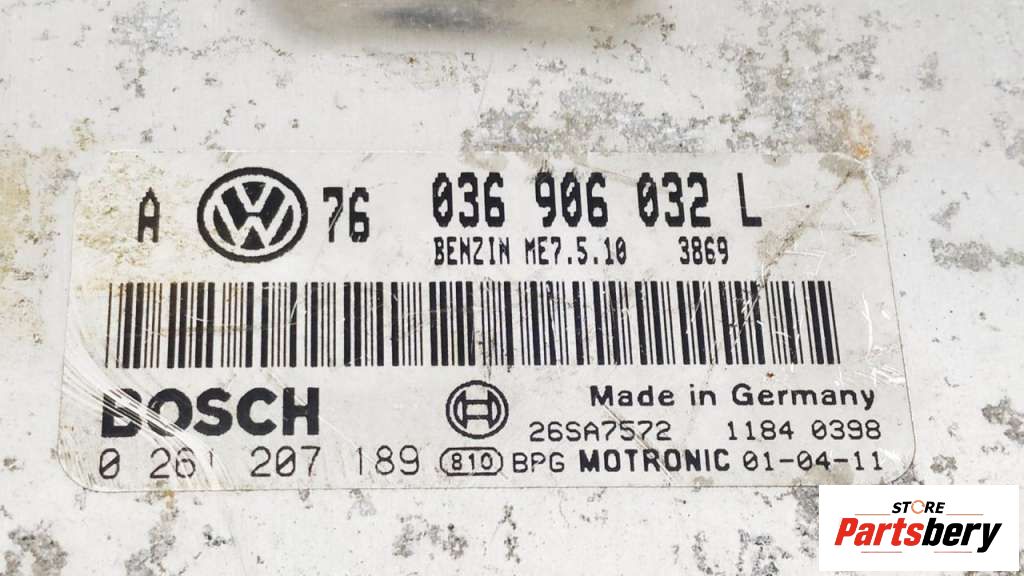 A VW 76 036 906 032 L
BENZIN ME7.5.10 3869
BOSCH
Made in Germany
26SA7572 1184 0398
0 261 207 189 810 BPG MOTRONIC 01-04-11
STORE
Partsbery